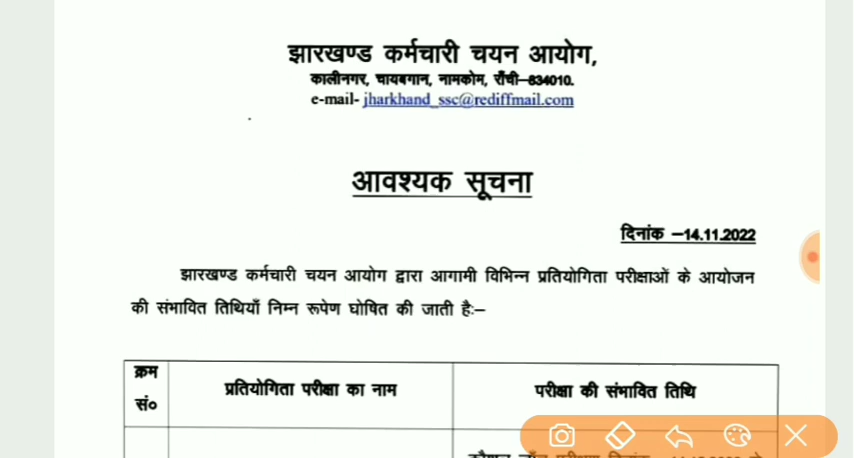 झारखण्ड कर्मचारी चयन आयोग,
कालीनगर, चायबगान, नामकोम, राँची–834010.
e-mail- jharkhand_ssc@rediffmail.com
आवश्यक सूचना
दिनांक –14.11.2022
झारखण्ड कर्मचारी चयन आयोग द्वारा आगामी विभिन्न प्रतियोगिता परीक्षाओं के आयोजन
की संभावित तिथियाँ निम्न रूपेण घोषित की जाती हैः–
क्रम
सं०
प्रतियोगिता परीक्षा का नाम
परीक्षा की संभावित तिथि